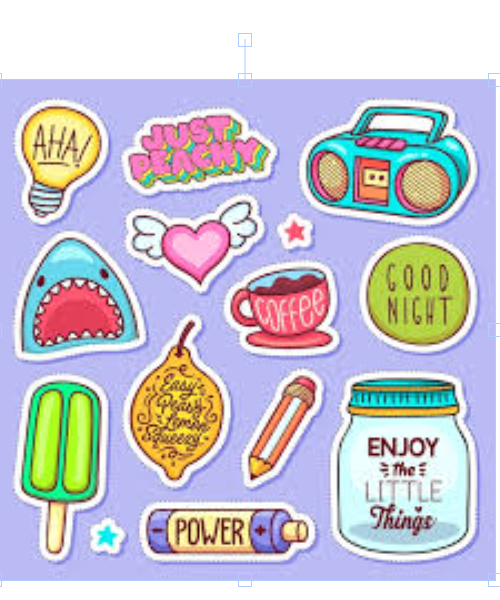 AHA!
JUST
PEACHY
COFFEE
GOOD
NIGHT
Easy
Peasy
Lemon
Squeezy
ENJOY
the
LITTLE
Things
- POWER +